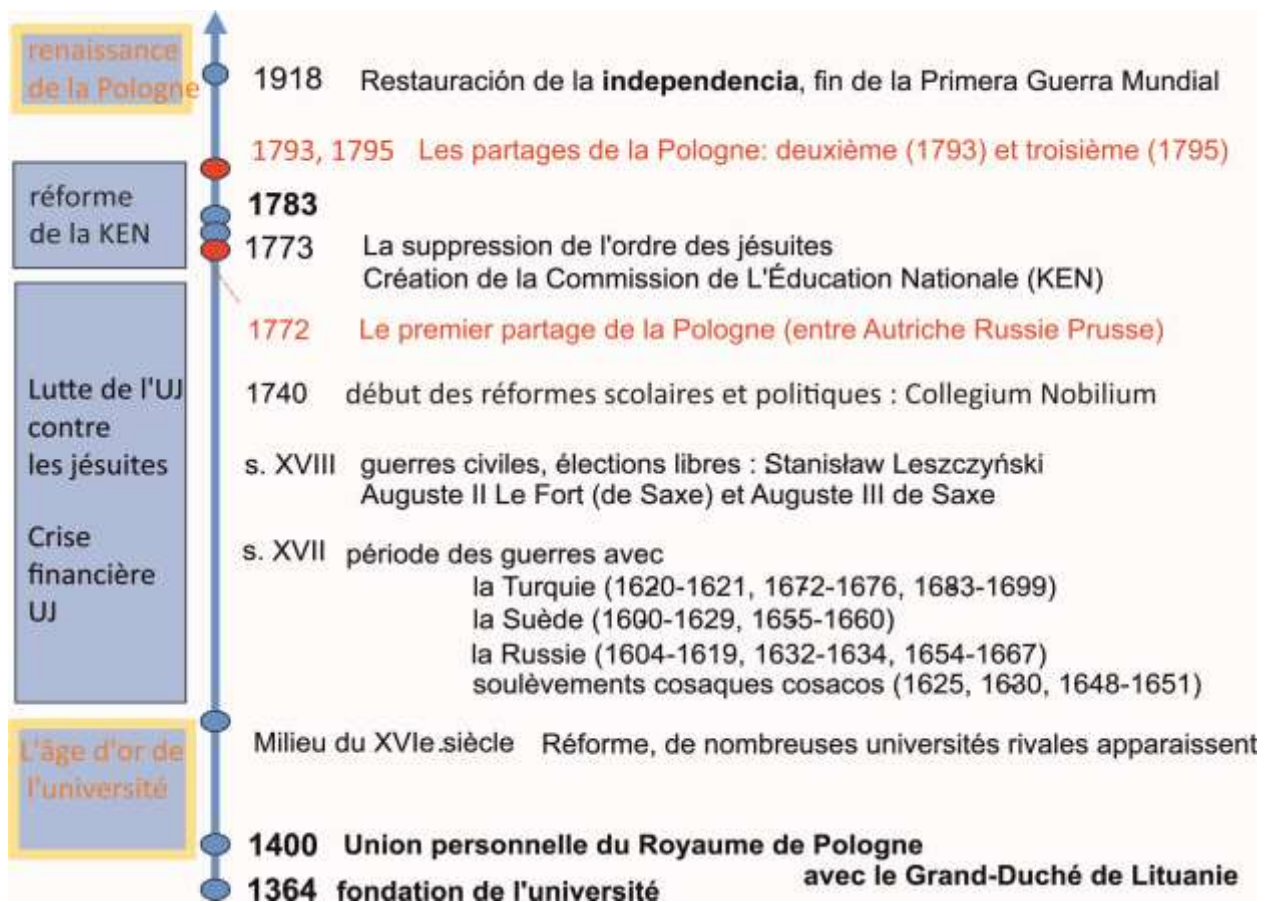 renaissance
de la Pologne
1918 Restauración de la independencia, fin de la Primera Guerra Mundial
1793, 1795 Les partages de la Pologne: deuxième (1793) et troisième (1795)
réforme
de la KEN
1783
1773 La suppression de l'ordre des jésuites
Création de la Commission de L'Éducation Nationale (KEN)
1772 Le premier partage de la Pologne (entre Autriche Russie Prusse)
Lutte de l'UJ
contre
les jésuites
Crise
financière
UJ
1740 début des réformes scolaires et politiques : Collegium Nobilium
s. XVIII guerres civiles, élections libres : Stanisław Leszczyński
Auguste II Le Fort (de Saxe) et Auguste III de Saxe
s. XVII période des guerres avec
la Turquie (1620-1621, 1672-1676, 1683-1699)
la Suède (1600-1629, 1655-1660)
la Russie (1604-1619, 1632-1634, 1654-1667)
soulèvements cosaques cosacos (1625, 1630, 1648-1651)
L'âge d'or de
l'université
Milieu du XVIe.siècle Réforme, de nombreuses universités rivales apparaissent
1400 Union personnelle du Royaume de Pologne
avec le Grand-Duché de Lituanie
1364 fondation de l'université